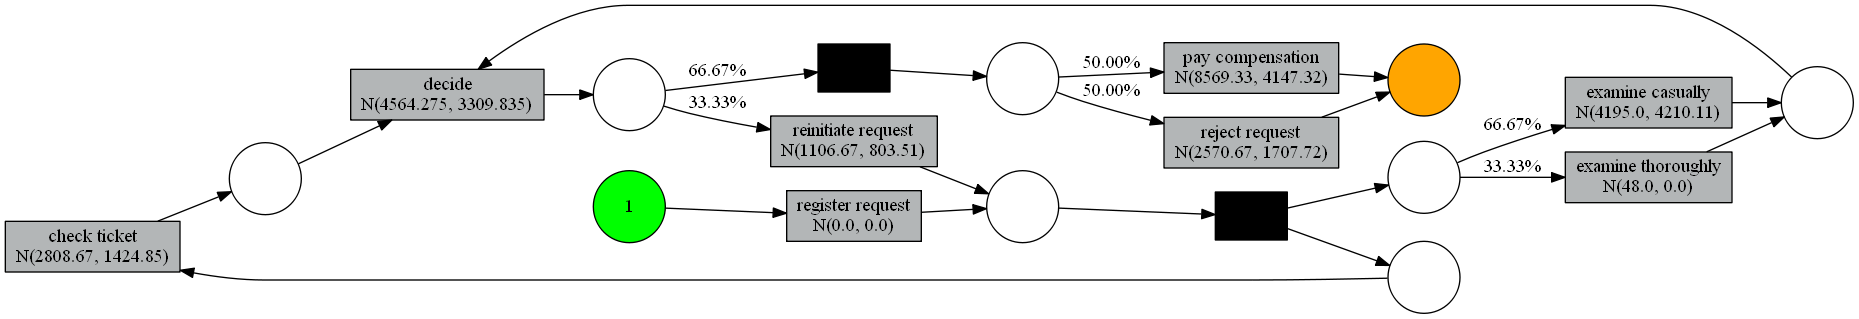 decide
N(4564.275, 3309.835)
66.67%
33.33%
reinitiate request
N(1106.67, 803.51)
50.00%
50.00%
pay compensation
N(8569.33, 4147.32)
reject request
N(2570.67, 1707.72)
examine casually
N(4195.0, 4210.11)
66.67%
33.33%
examine thoroughly
N(48.0, 0.0)
1
register request
N(0.0, 0.0)
check ticket
N(2808.67, 1424.85)